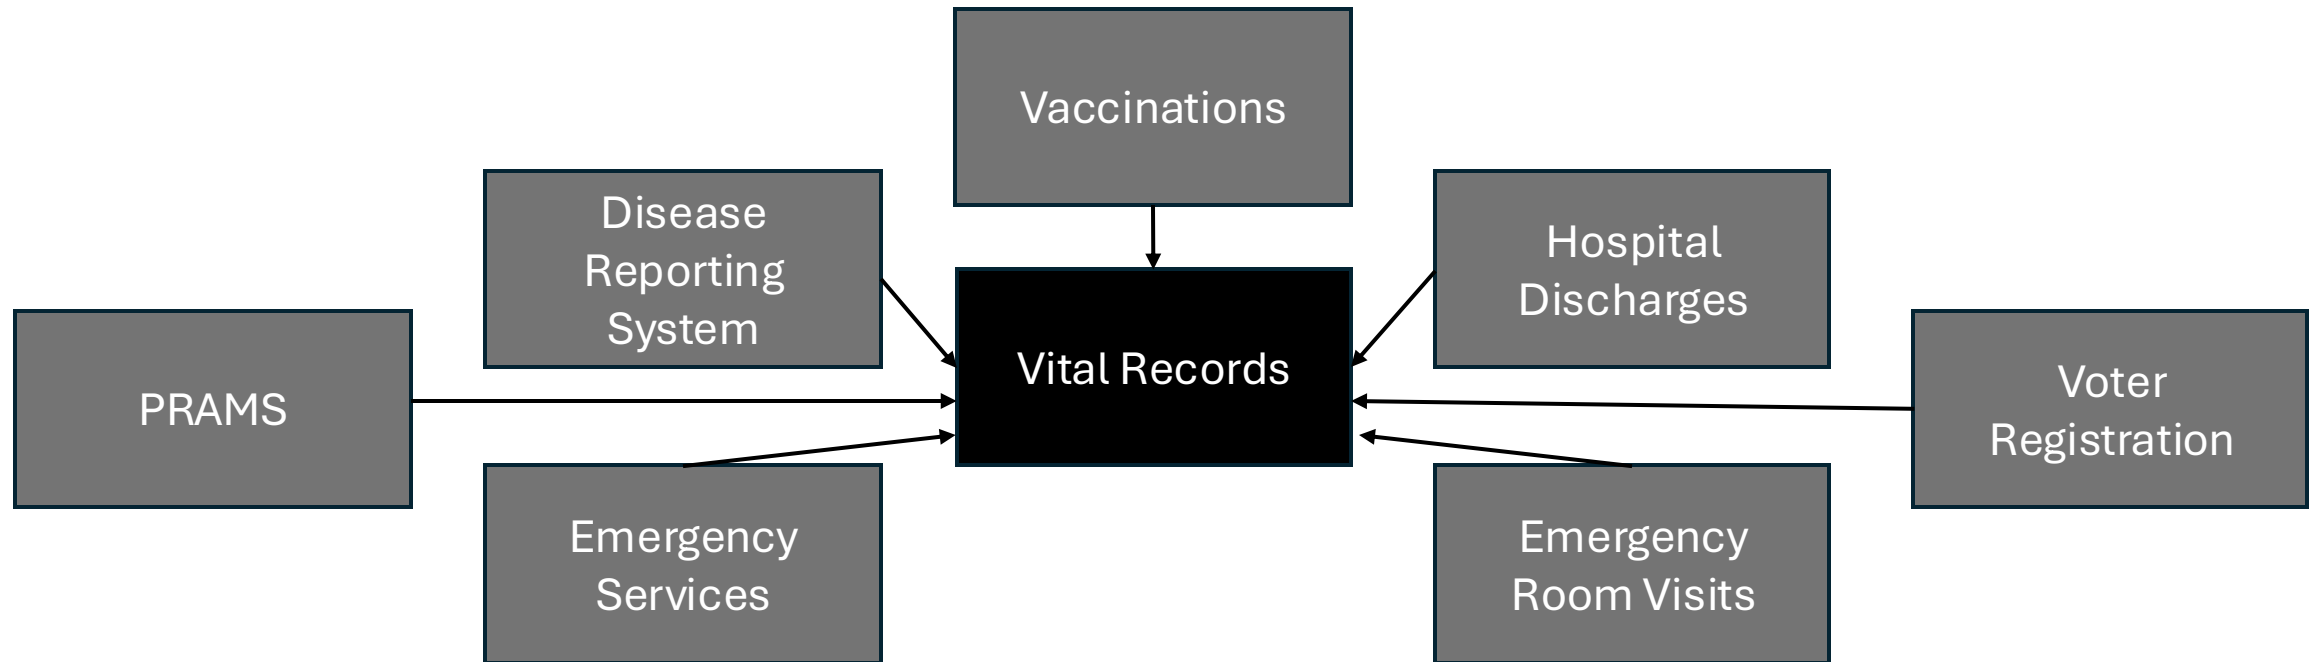 Vaccinations
Disease
Reporting
System
Hospital
Discharges
PRAMS
Vital Records
Voter
Registration
Emergency
Services
Emergency
Room Visits